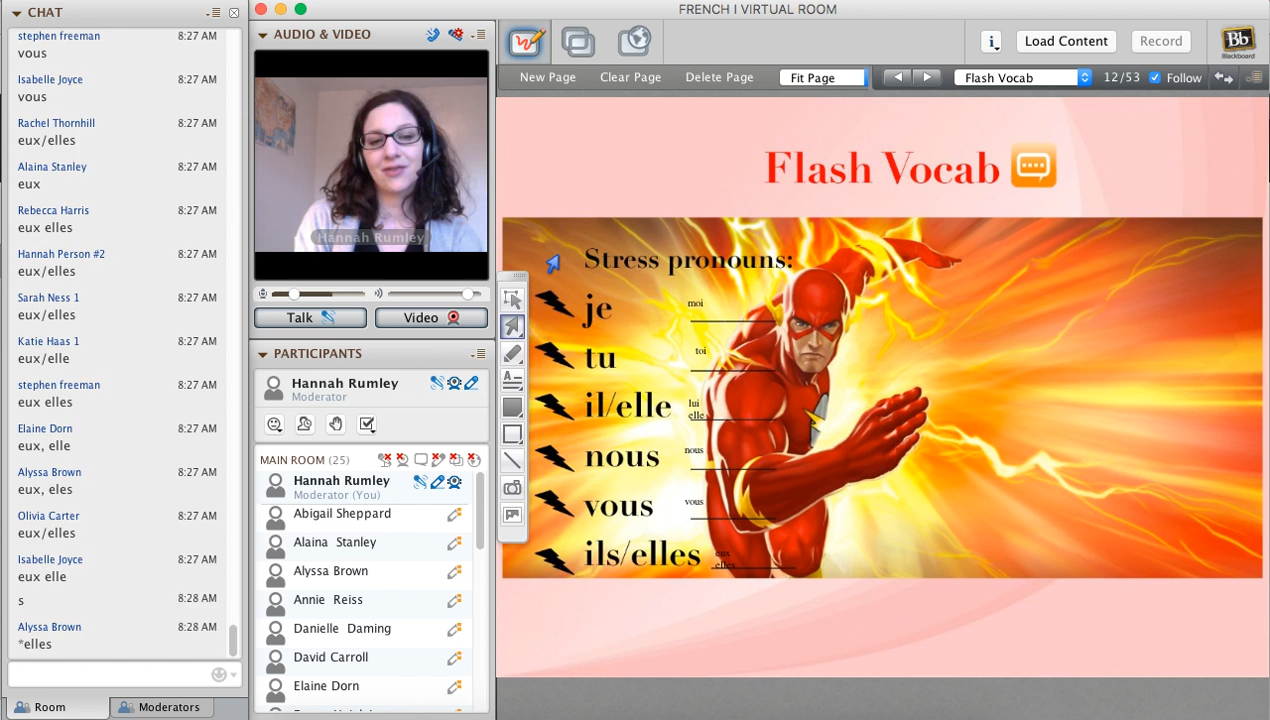 CHAT
stephen freeman 8:27 AM
vous
Isabelle Joyce 8:27 AM
vous
Rachel Thornhill 8:27 AM
eux/elles
Alaina Stanley 8:27 AM
eux
Rebecca Harris 8:27 AM
eux elles
Hannah Person #2 8:27 AM
eux/elles
Sarah Ness 1 8:27 AM
eux/elles
Katie Haas 1 8:27 AM
eux/elle
stephen freeman 8:27 AM
eux elles
Elaine Dorn 8:27 AM
eux, elle
Alyssa Brown 8:27 AM
eux, eles
Olivia Carter 8:27 AM
eux/elles
Isabelle Joyce 8:27 AM
eux elle
s 8:28 AM
Alyssa Brown 8:28 AM
*elles
Room Moderators
AUDIO & VIDEO
Hannah Rumley
Talk Video
PARTICIPANTS
Hannah Rumley
Moderator
MAIN ROOM (25)
Hannah Rumley
Moderator (You)
Abigail Sheppard
Alaina Stanley
Alyssa Brown
Annie Reiss
Danielle Daming
David Carroll
Elaine Dorn
FRENCH I VIRTUAL ROOM
i Load Content Record Bb
Blackboard
New Page Clear Page Delete Page Fit Page Flash Vocab 12/53 Follow
Flash Vocab
Stress pronouns:
je moi
tu toi
il/elle lui
elle
nous nous
vous vous
ils/elles eux
elles